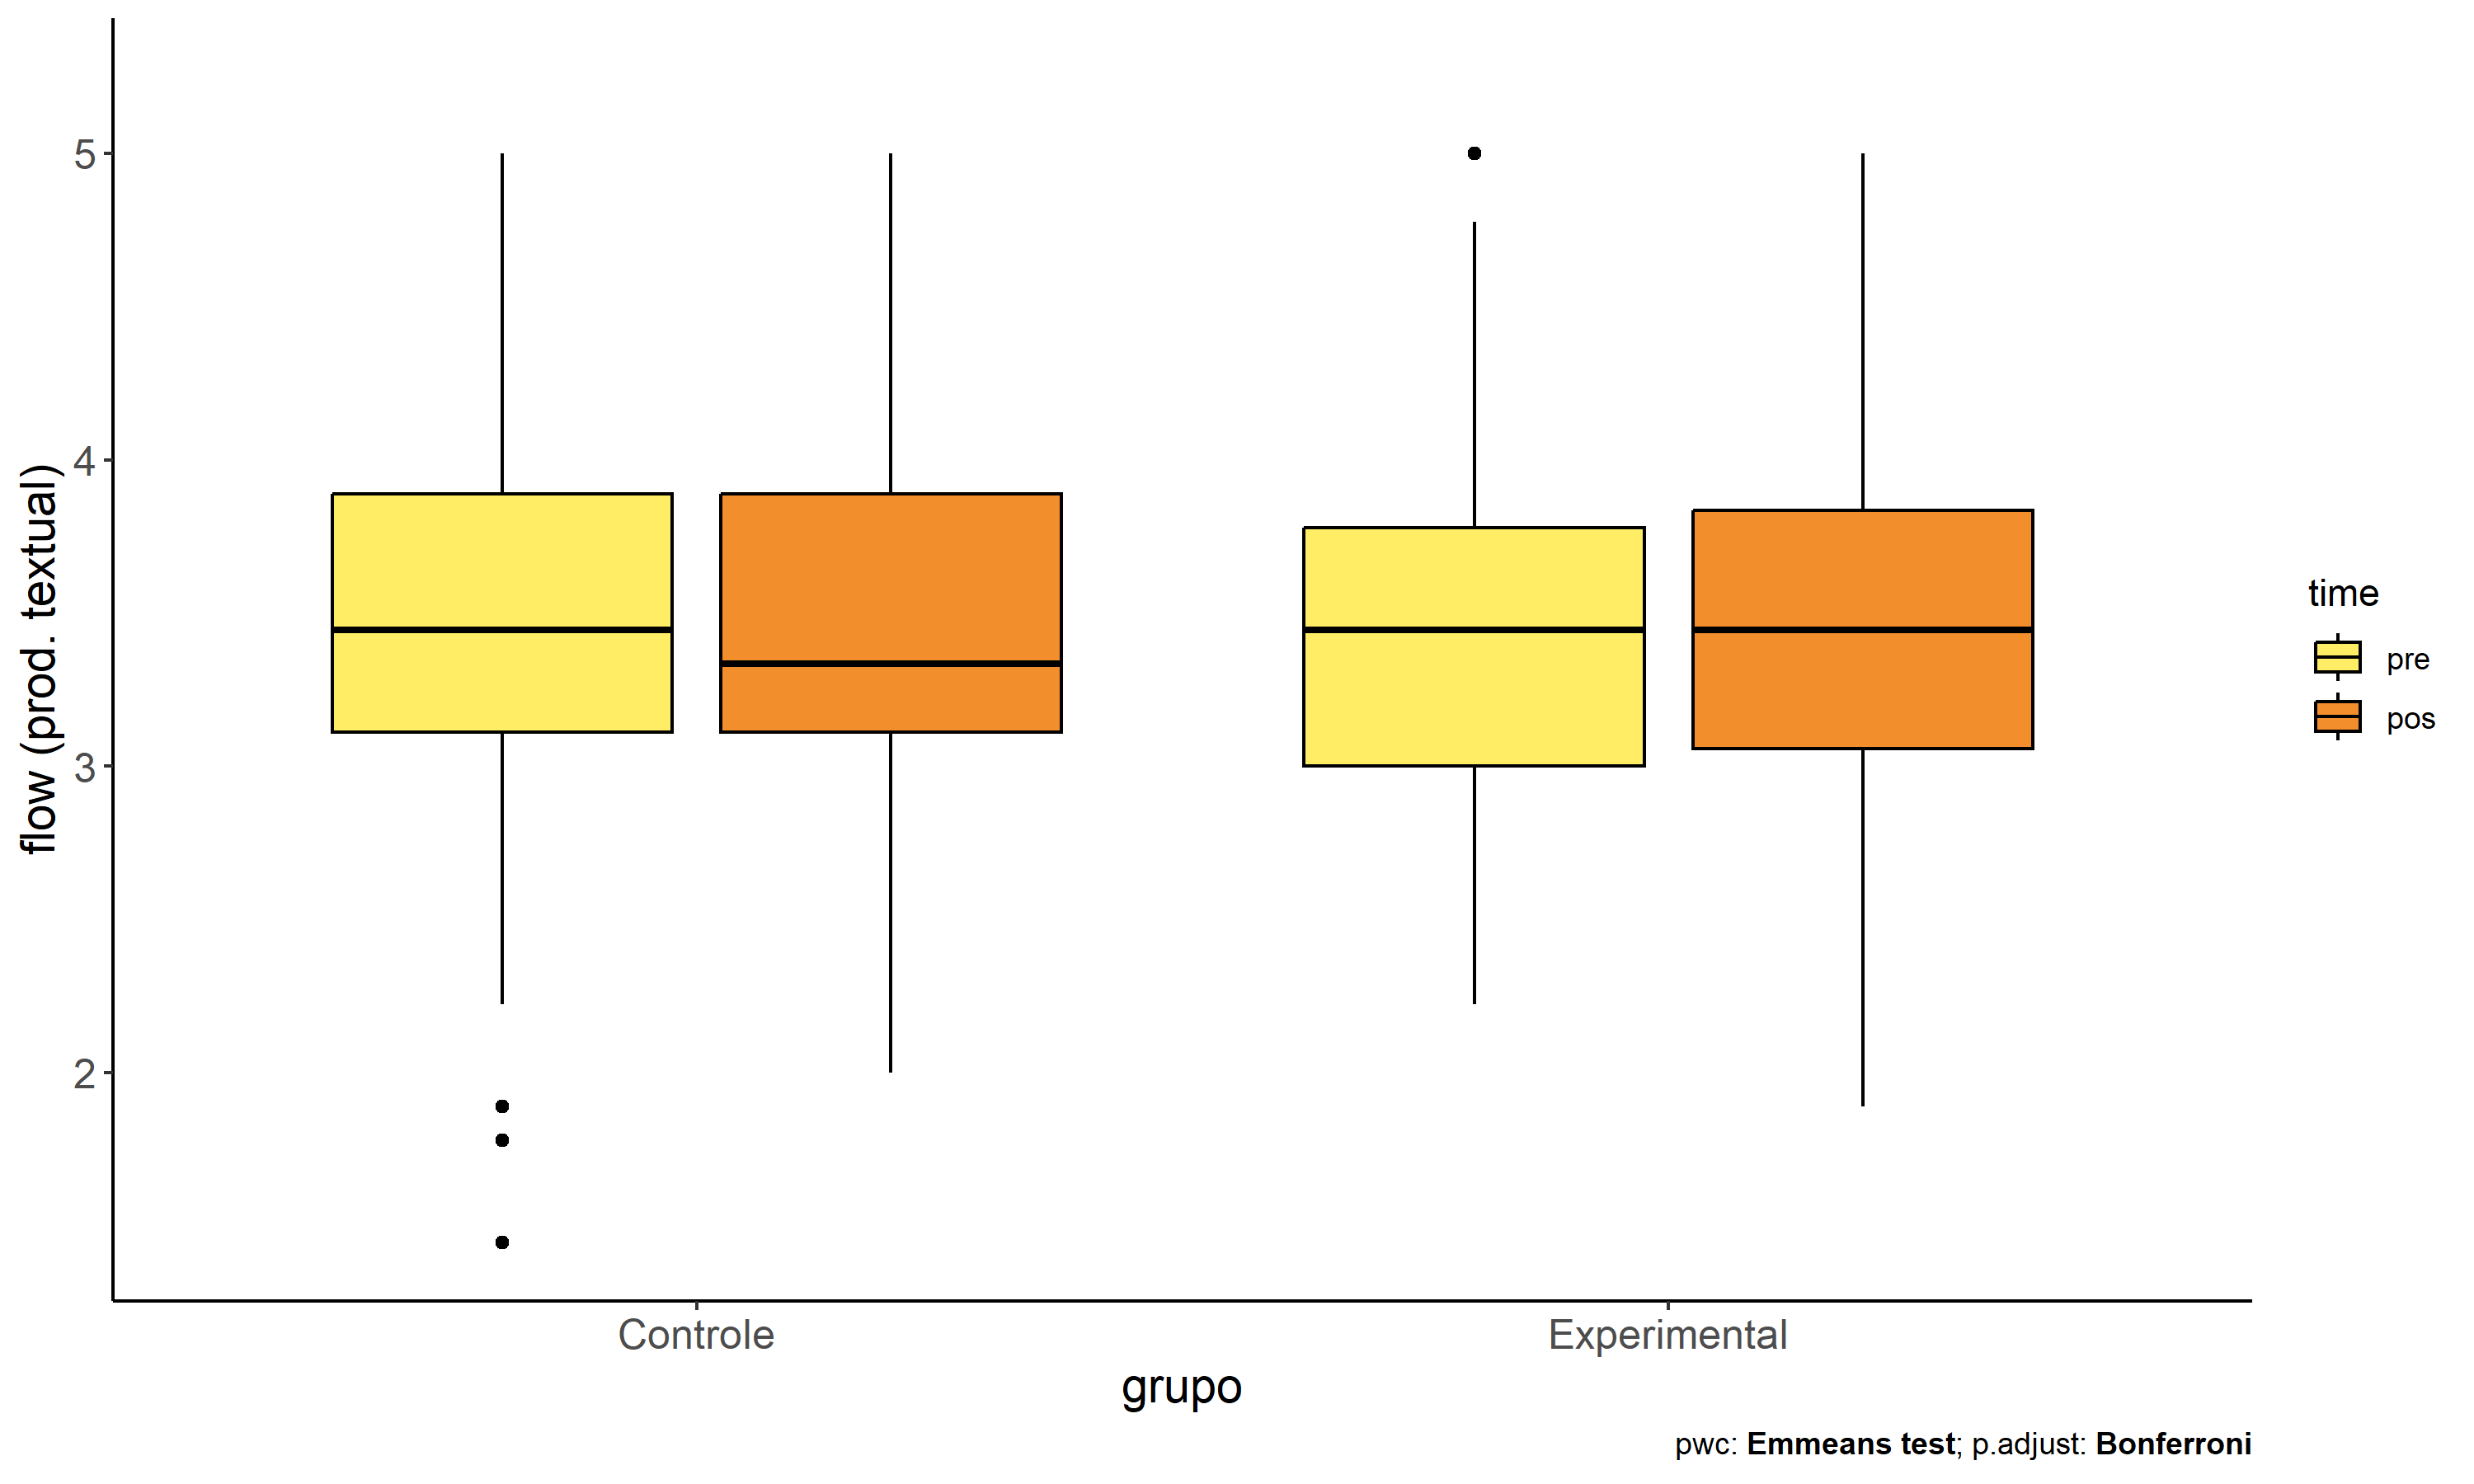 flow (prod. textual)
5
4
3
2
Controle
Experimental
grupo
time
pre
pos
pwc: Emmeans test; p.adjust: Bonferroni